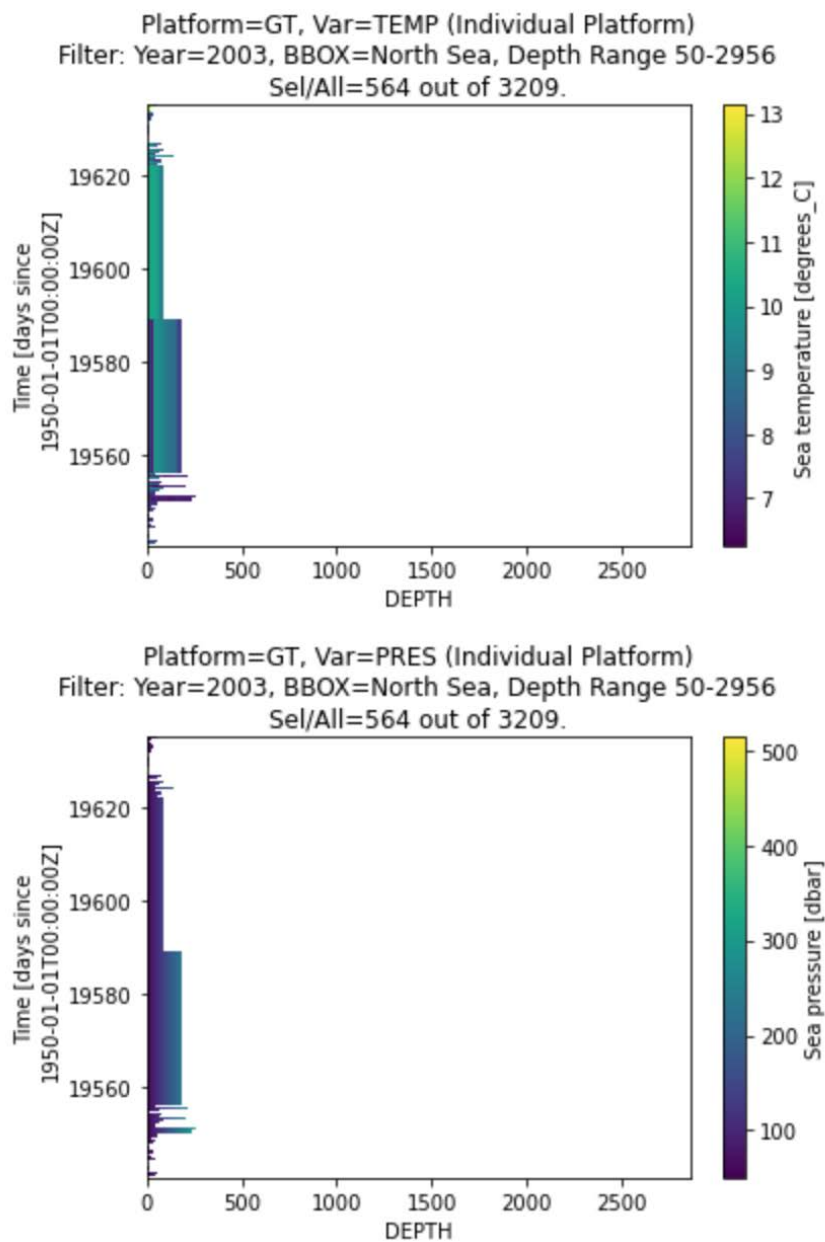 Platform=GT, Var=TEMP (Individual Platform)
Filter: Year=2003, BBOX=North Sea, Depth Range 50-2956
Sel/All=564 out of 3209.
19620
19600
19580
19560
Time [days since
1950-01-01T00:00:00Z]
0
500
1000
1500
2000
2500
DEPTH
13
12
11
10
9
8
7
Sea temperature [degrees_C]
Platform=GT, Var=PRES (Individual Platform)
Filter: Year=2003, BBOX=North Sea, Depth Range 50-2956
Sel/All=564 out of 3209.
19620
19600
19580
19560
Time [days since
1950-01-01T00:00:00Z]
0
500
1000
1500
2000
2500
DEPTH
500
400
300
200
100
Sea pressure [dbar]